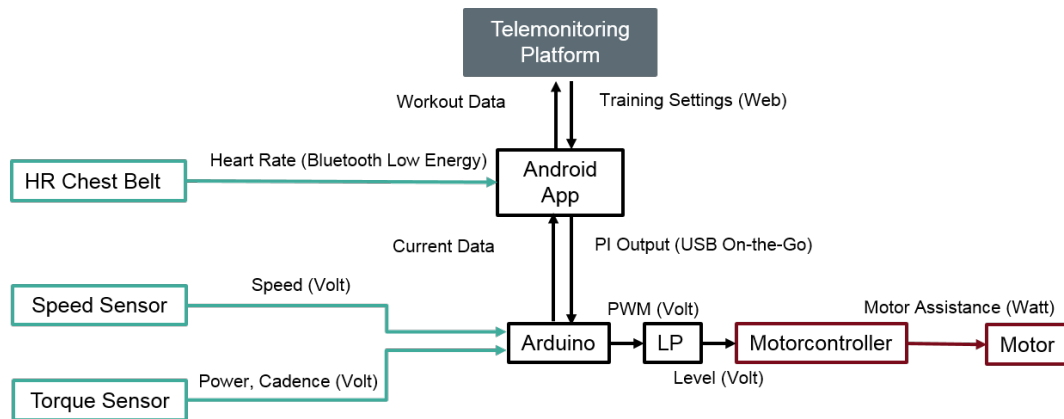 Telemonitoring
Platform
Workout Data
Training Settings (Web)
Heart Rate (Bluetooth Low Energy)
HR Chest Belt
Android
App
Current Data
PI Output (USB On-the-Go)
Speed (Volt)
Speed Sensor
PWM (Volt)
Motor Assistance (Watt)
Arduino
LP
Motorcontroller
Motor
Power, Cadence (Volt)
Level (Volt)
Torque Sensor